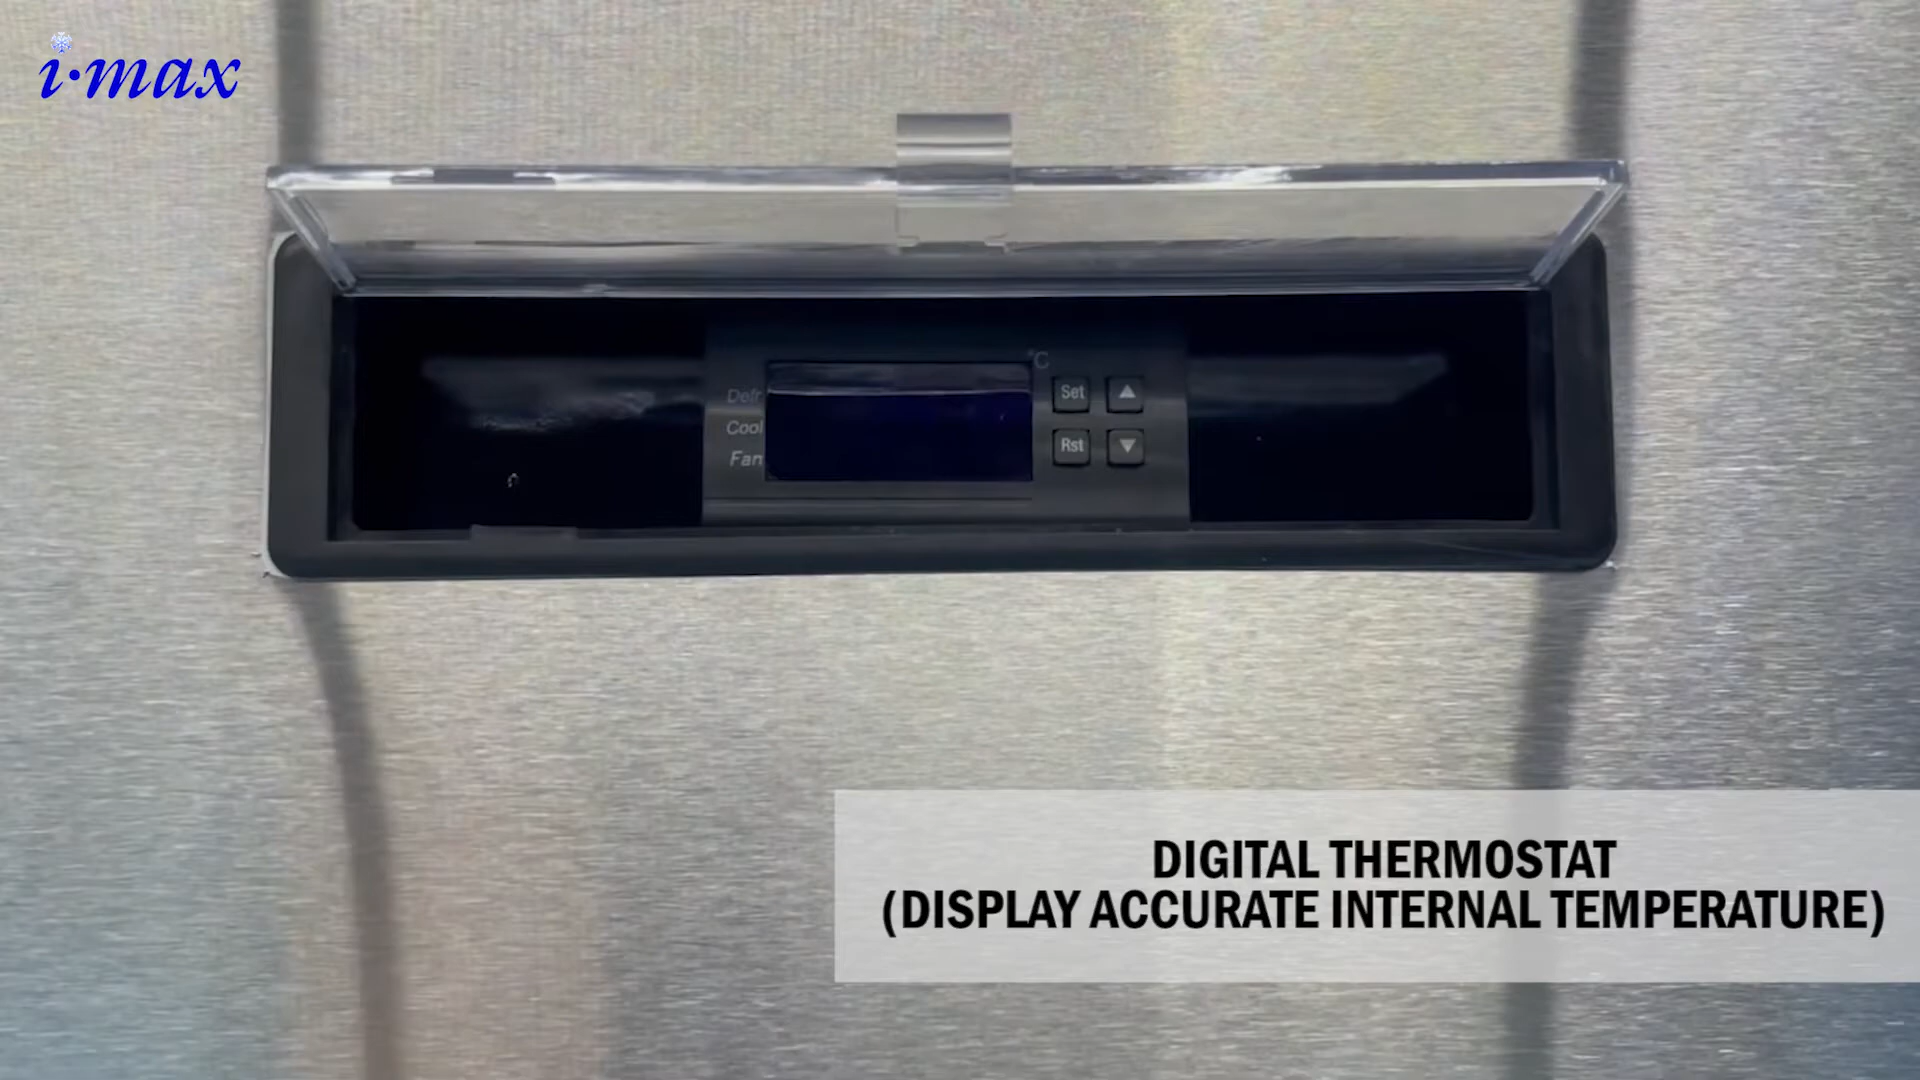 i·max
°C
Defr
Cool
Fan
Set
Rst
DIGITAL THERMOSTAT
(DISPLAY ACCURATE INTERNAL TEMPERATURE)